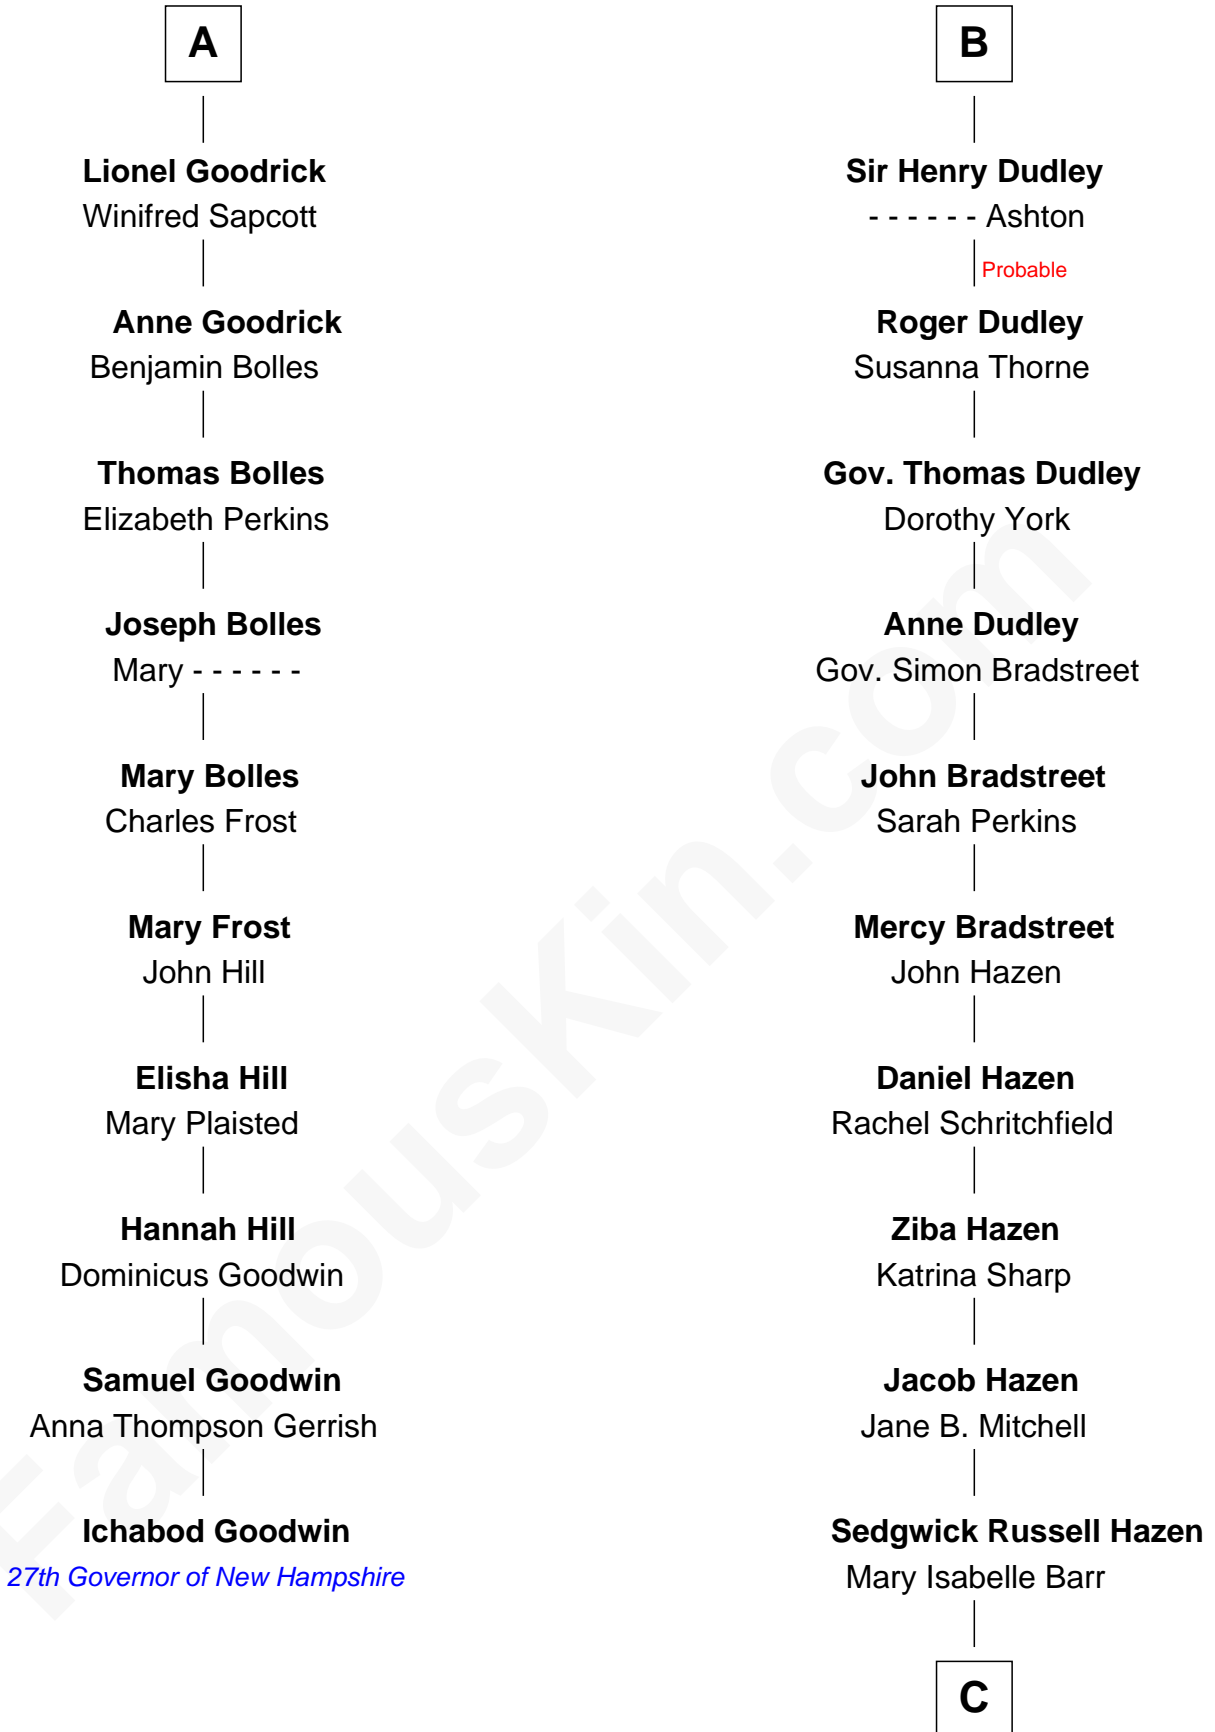 A
Lionel Goodrick
Winifred Sapcott
Anne Goodrick
Benjamin Bolles
Thomas Bolles
Elizabeth Perkins
Joseph Bolles
Mary - - - - - -
Mary Bolles
Charles Frost
Mary Frost
John Hill
Elisha Hill
Mary Plaisted
Hannah Hill
Dominicus Goodwin
Samuel Goodwin
Anna Thompson Gerrish
Ichabod Goodwin
27th Governor of New Hampshire
B
Sir Henry Dudley
- - - - - - Ashton
Probable
Roger Dudley
Susanna Thorne
Gov. Thomas Dudley
Dorothy York
Anne Dudley
Gov. Simon Bradstreet
John Bradstreet
Sarah Perkins
Mercy Bradstreet
John Hazen
Daniel Hazen
Rachel Schritchfield
Ziba Hazen
Katrina Sharp
Jacob Hazen
Jane B. Mitchell
Sedgwick Russell Hazen
Mary Isabelle Barr
C
FamousKin.com